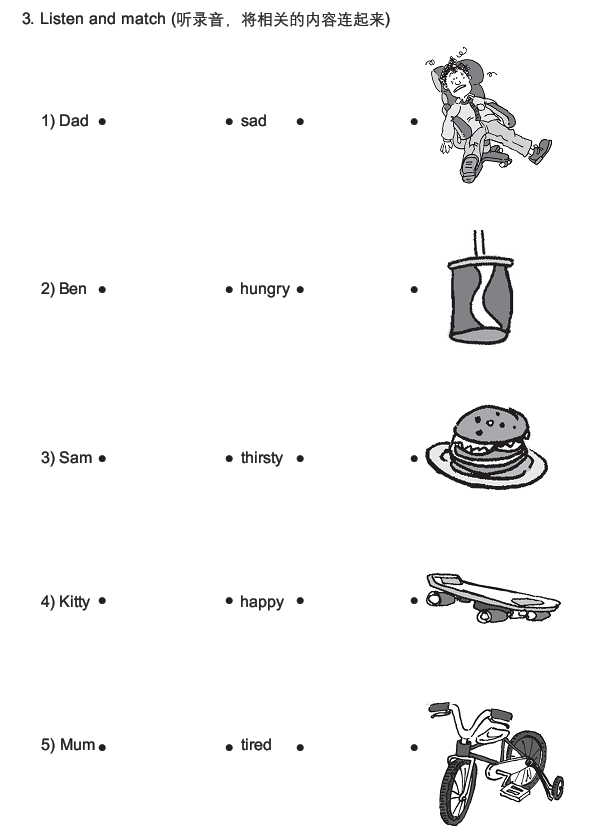 3. Listen and match (听录音，将相关的内容连起来)
1) Dad ● ● sad ●  ●
2) Ben ● ● hungry ● ●
3) Sam ● ● thirsty ● ●
4) Kitty ● ● happy ● ●
5) Mum ● ● tired ● ●